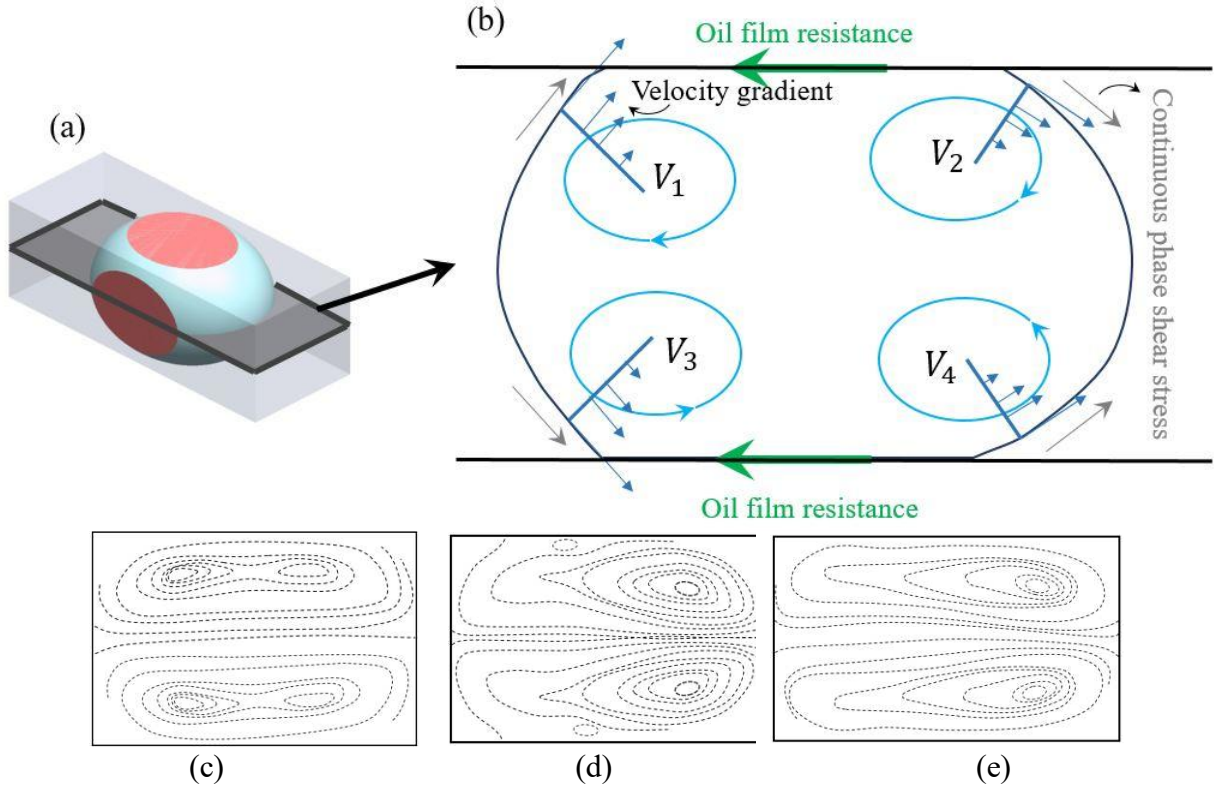 (b)
Oil film resistance
Velocity gradient
(a)
V1
V2
Continuous phase shear stress
V3
V4
Oil film resistance
(c)
(d)
(e)